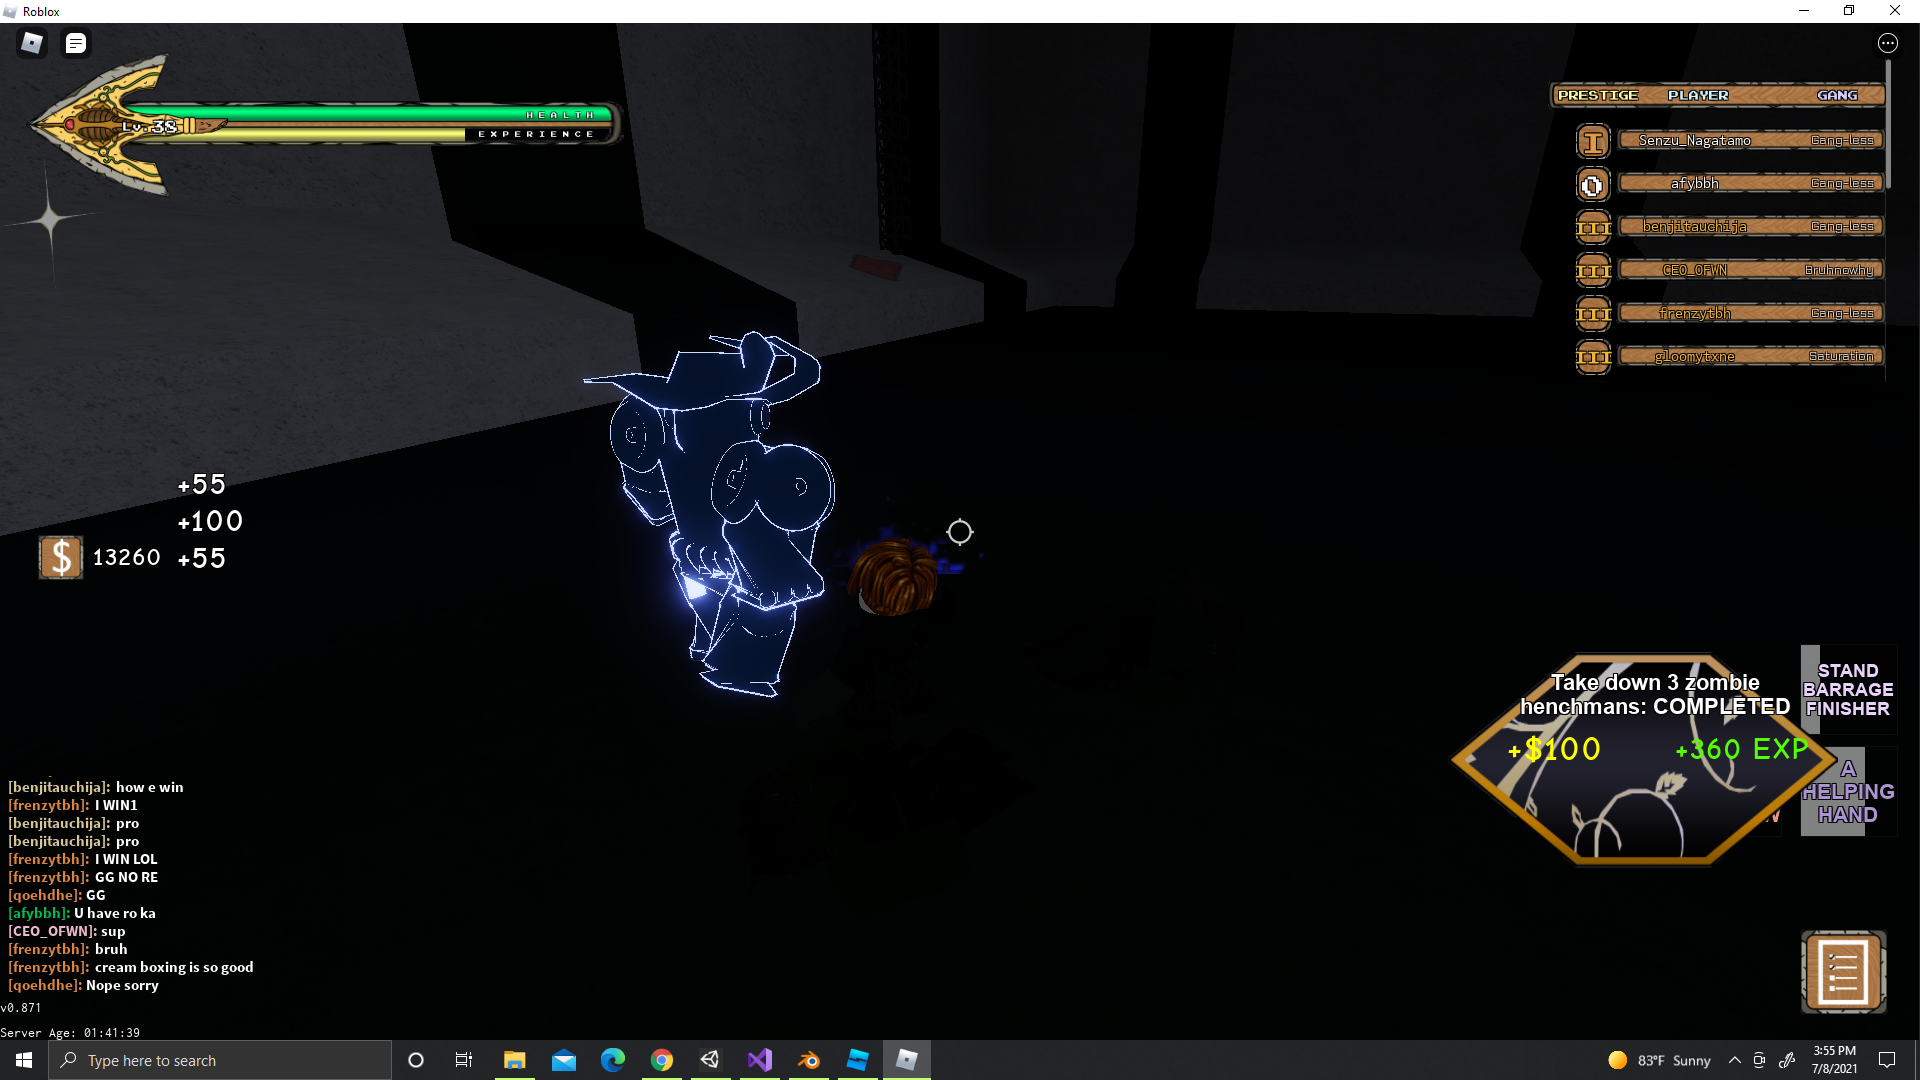 Roblox
Lv.38
HEALTH
EXPERIENCE
PRESTIGE PLAYER GANG
I Senzu_Nagatamo Gang-less
0 afybbh Gang-less
III benjitauchija Gang-less
III CEO_OFWN Bruhnowhy
III frenzytbh Gang-less
III gloomytxne Saturation
+55
+100
$ 13260 +55
Take down 3 zombie
henchmans: COMPLETED
+$100 +360 EXP
STAND
BARRAGE
FINISHER
A
HELPING
HAND
[benjitauchija]: how e win
[frenzytbh]: I WIN1
[benjitauchija]: pro
[benjitauchija]: pro
[frenzytbh]: I WIN LOL
[frenzytbh]: GG NO RE
[qoehdhe]: GG
[afybbh]: U have ro ka
[CEO_OFWN]: sup
[frenzytbh]: bruh
[frenzytbh]: cream boxing is so good
[qoehdhe]: Nope sorry
v0.871
Server Age: 01:41:39
Type here to search
83°F Sunny
3:55 PM
7/8/2021